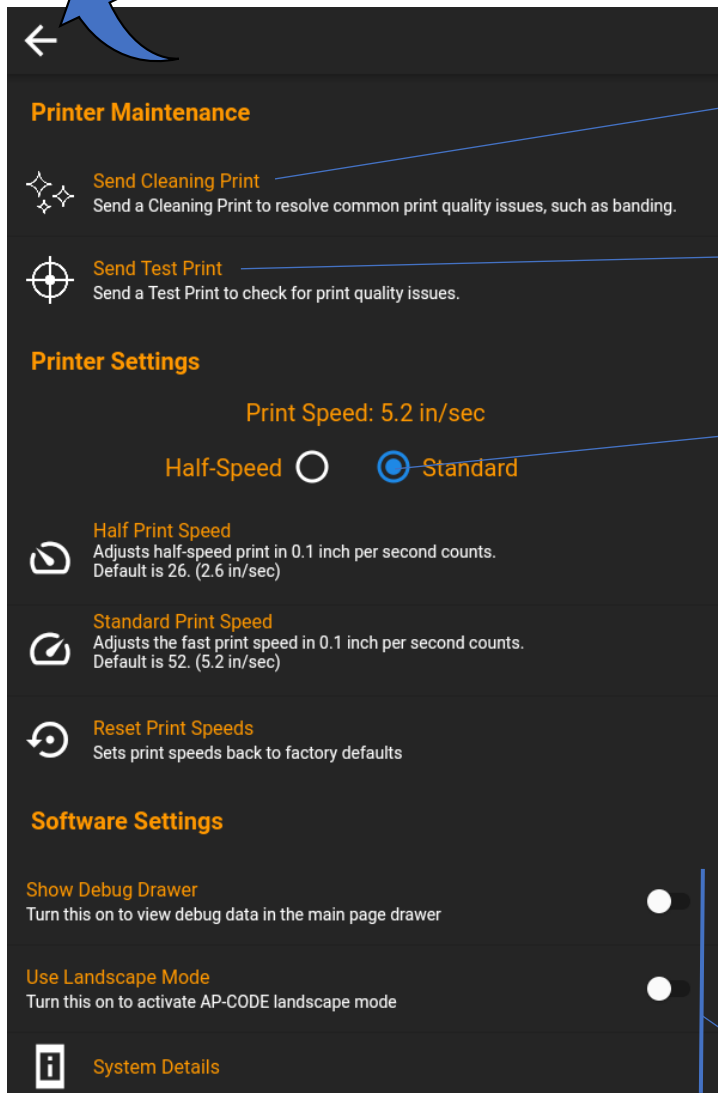 Printer Maintenance
Send Cleaning Print
Send a Cleaning Print to resolve common print quality issues, such as banding.
Send Test Print
Send a Test Print to check for print quality issues.
Printer Settings
Print Speed: 5.2 in/sec
Half-Speed Standard
Half Print Speed
Adjusts half-speed print in 0.1 inch per second counts.
Default is 26. (2.6 in/sec)
Standard Print Speed
Adjusts the fast print speed in 0.1 inch per second counts.
Default is 52. (5.2 in/sec)
Reset Print Speeds
Sets print speeds back to factory defaults
Software Settings
Show Debug Drawer
Turn this on to view debug data in the main page drawer
Use Landscape Mode
Turn this on to activate AP-CODE landscape mode
System Details